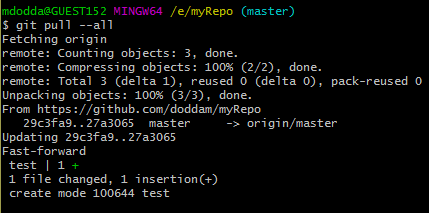 mdodda@GUEST152 MINGW64 /e/myRepo (master)
$ git pull --all
Fetching origin
remote: Counting objects: 3, done.
remote: Compressing objects: 100% (2/2), done.
remote: Total 3 (delta 1), reused 0 (delta 0), pack-reused 0
Unpacking objects: 100% (3/3), done.
From https://github.com/doddam/myRepo
   29c3fa9..27a3065  master     -> origin/master
Updating 29c3fa9..27a3065
Fast-forward
 test | 1 +
 1 file changed, 1 insertion(+)
 create mode 100644 test